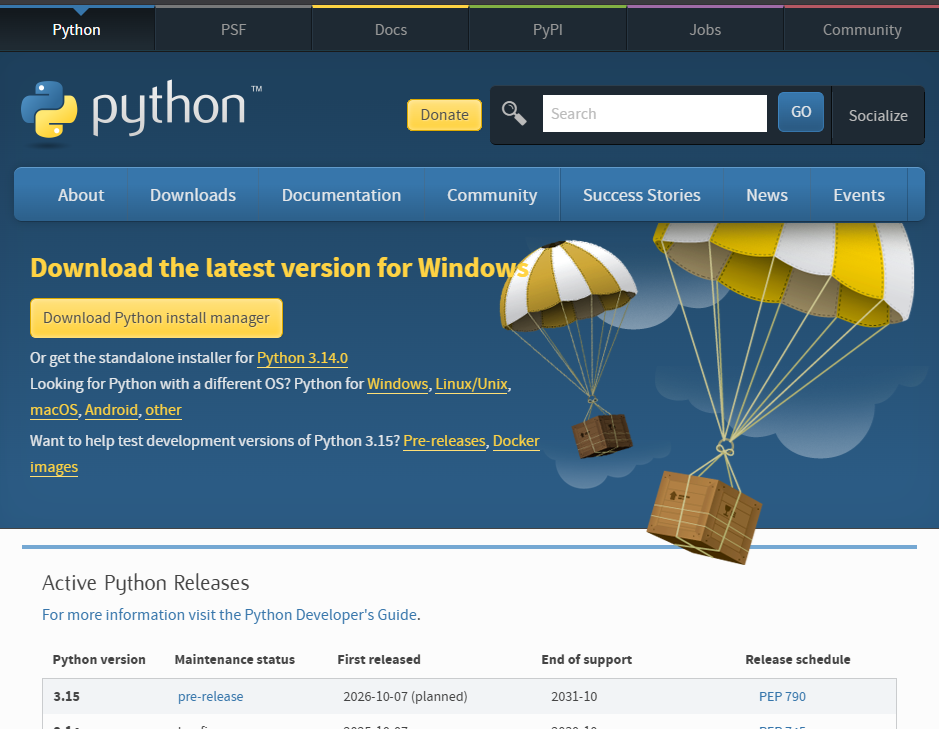 Python PSF Docs PyPI Jobs Community
python™
Donate Search GO Socialize
About Downloads Documentation Community Success Stories News Events
Download the latest version for Windows
Download Python install manager
Or get the standalone installer for Python 3.14.0
Looking for Python with a different OS? Python for Windows, Linux/Unix,
macOS, Android, other
Want to help test development versions of Python 3.15? Pre-releases, Docker
images
Active Python Releases
For more information visit the Python Developer's Guide.
Python version Maintenance status First released End of support Release schedule
3.15 pre-release 2026-10-07 (planned) 2031-10 PEP 790